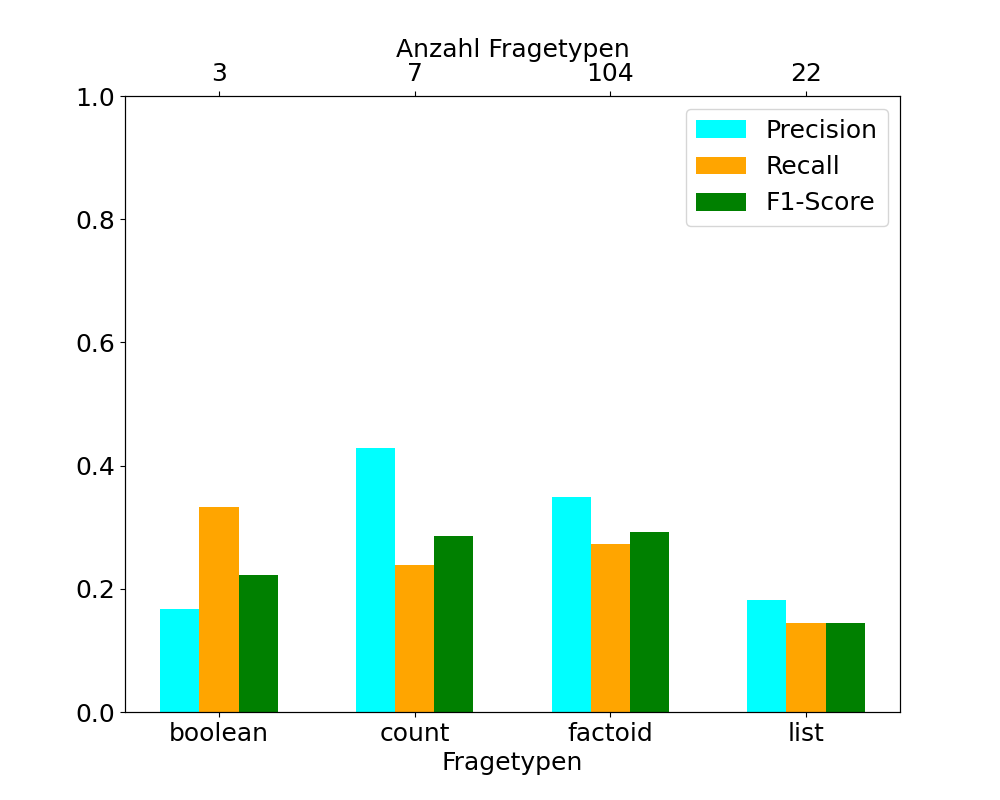 Anzahl Fragetypen
3 7 104 22
1.0
0.8
0.6
0.4
0.2
0.0
Precision
Recall
F1-Score
boolean count factoid list
Fragetypen